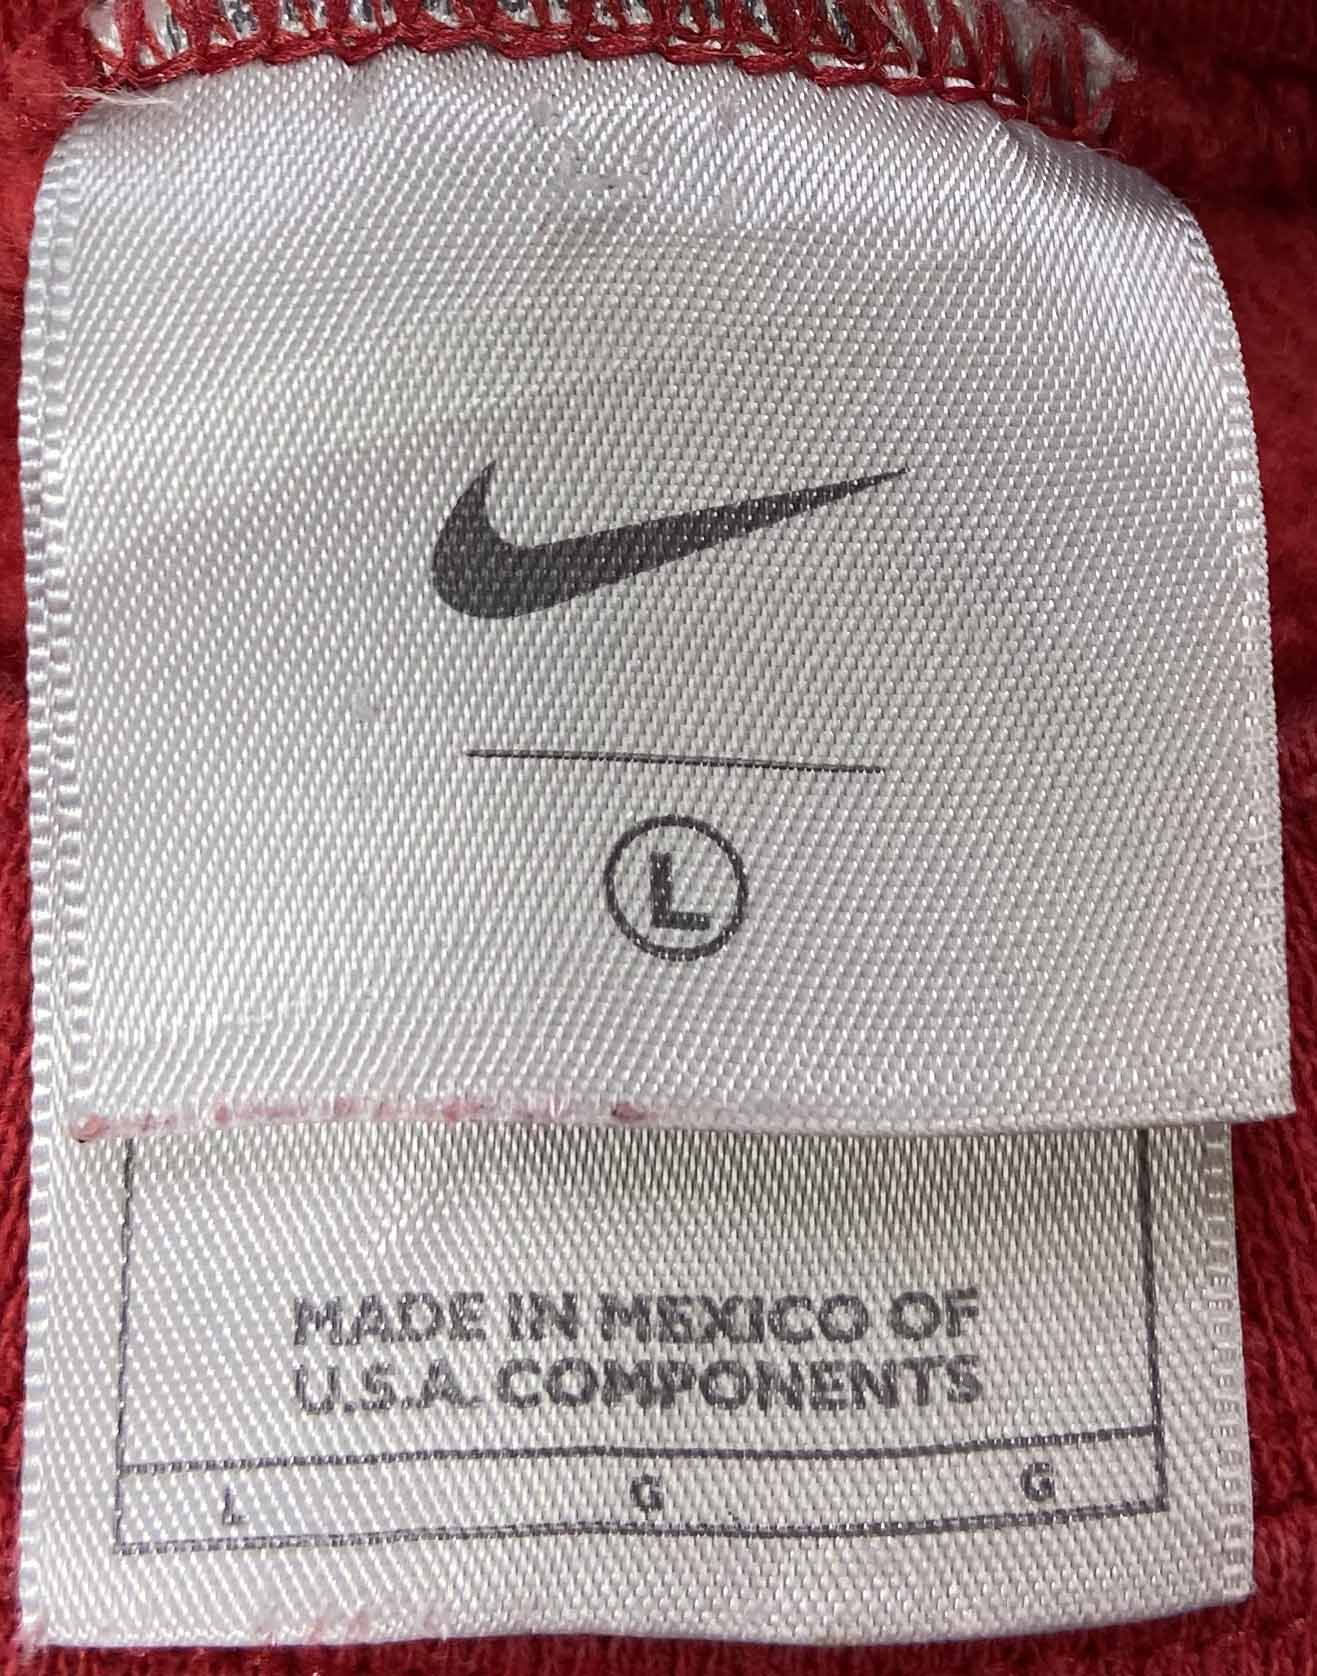 L
MADE IN MEXICO OF
U.S.A. COMPONENTS
L G G